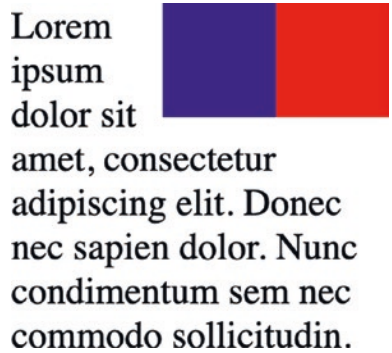 Lorem
ipsum
dolor sit
amet, consectetur
adipiscing elit. Donec
nec sapien dolor. Nunc
condimentum sem nec
commodo sollicitudin.